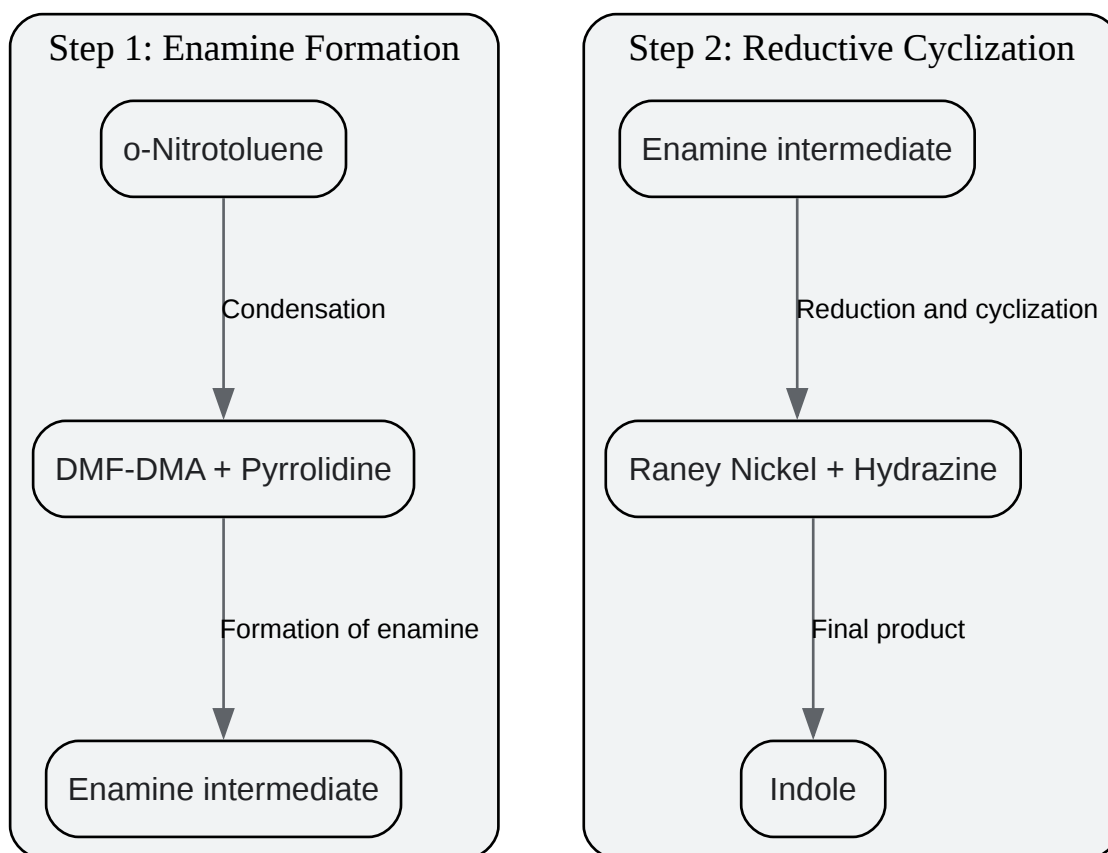 Step 1: Enamine Formation
o-Nitrotoluene
Condensation
DMF-DMA + Pyrrolidine
Formation of enamine
Enamine intermediate
Step 2: Reductive Cyclization
Enamine intermediate
Reduction and cyclization
Raney Nickel + Hydrazine
Final product
Indole